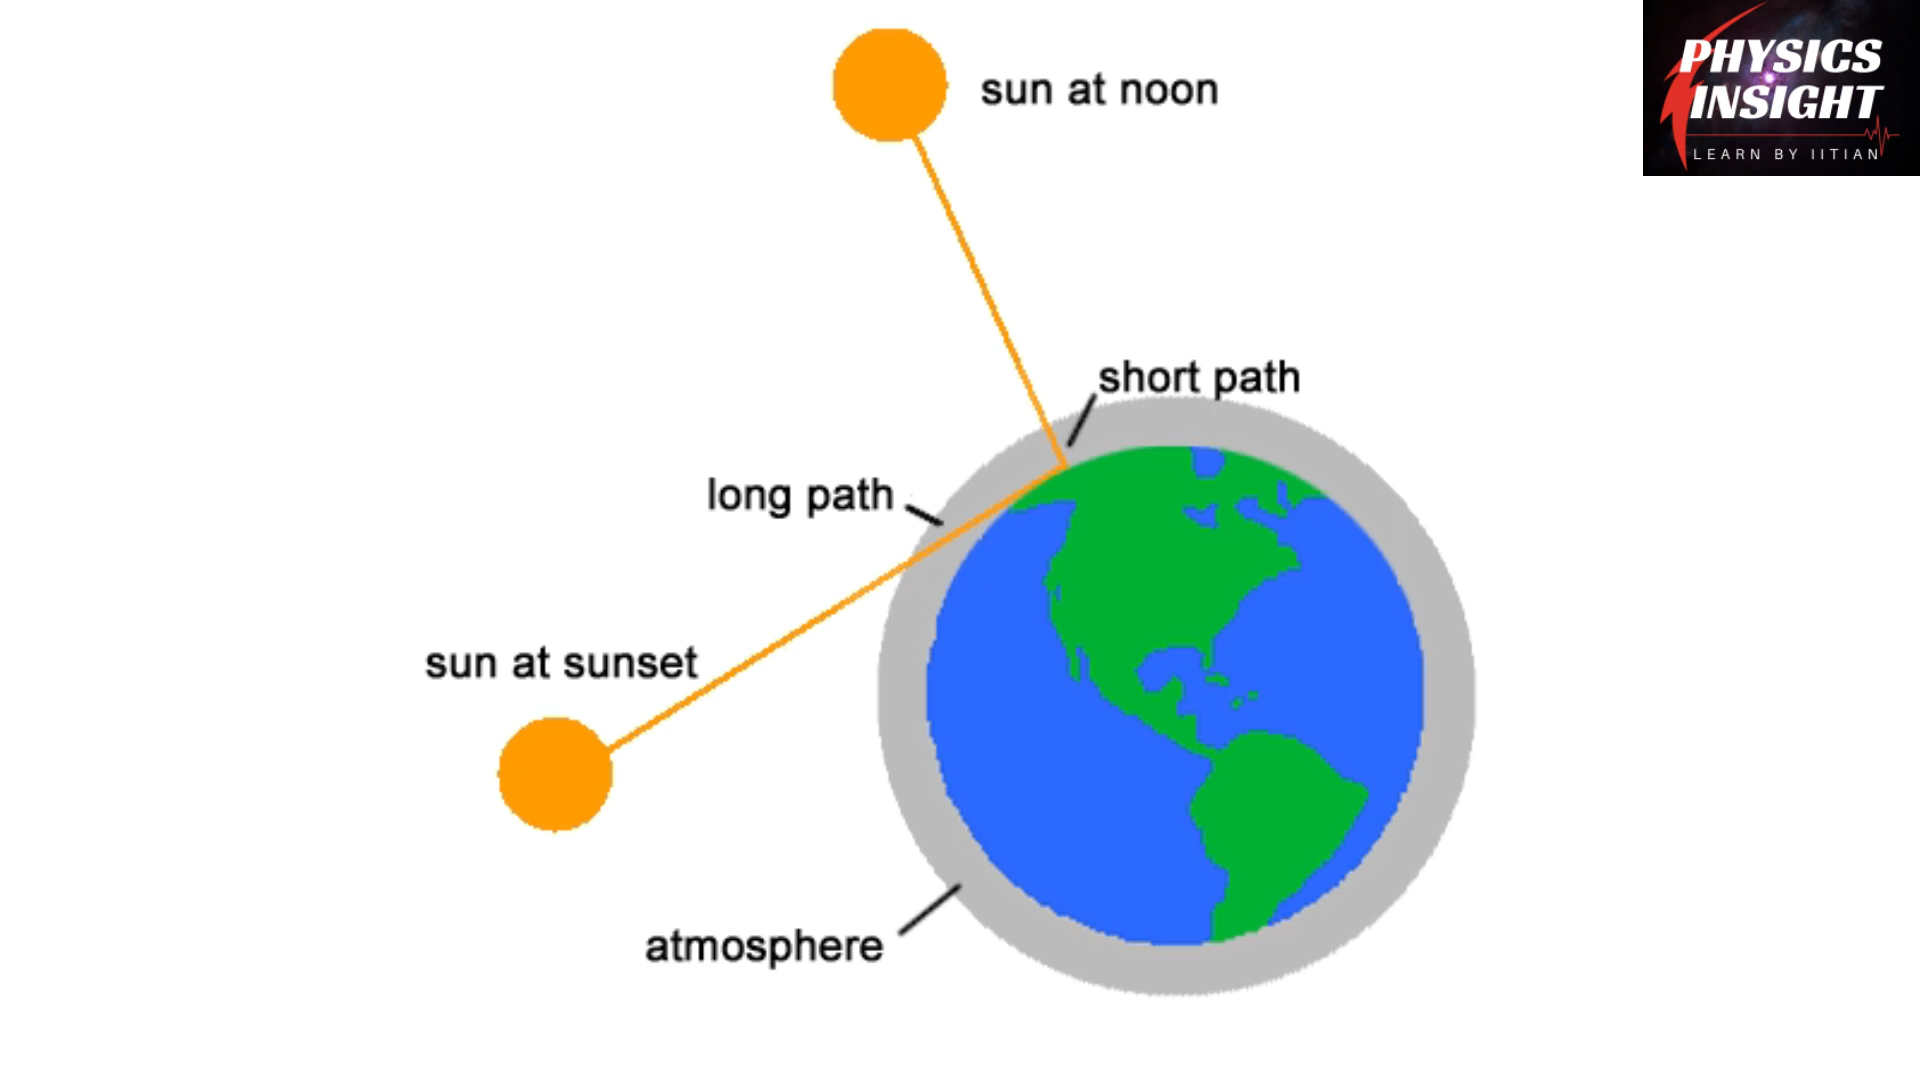 sun at noon
PHYSICS
INSIGHT
LEARN BY IITIAN
short path
long path
sun at sunset
atmosphere